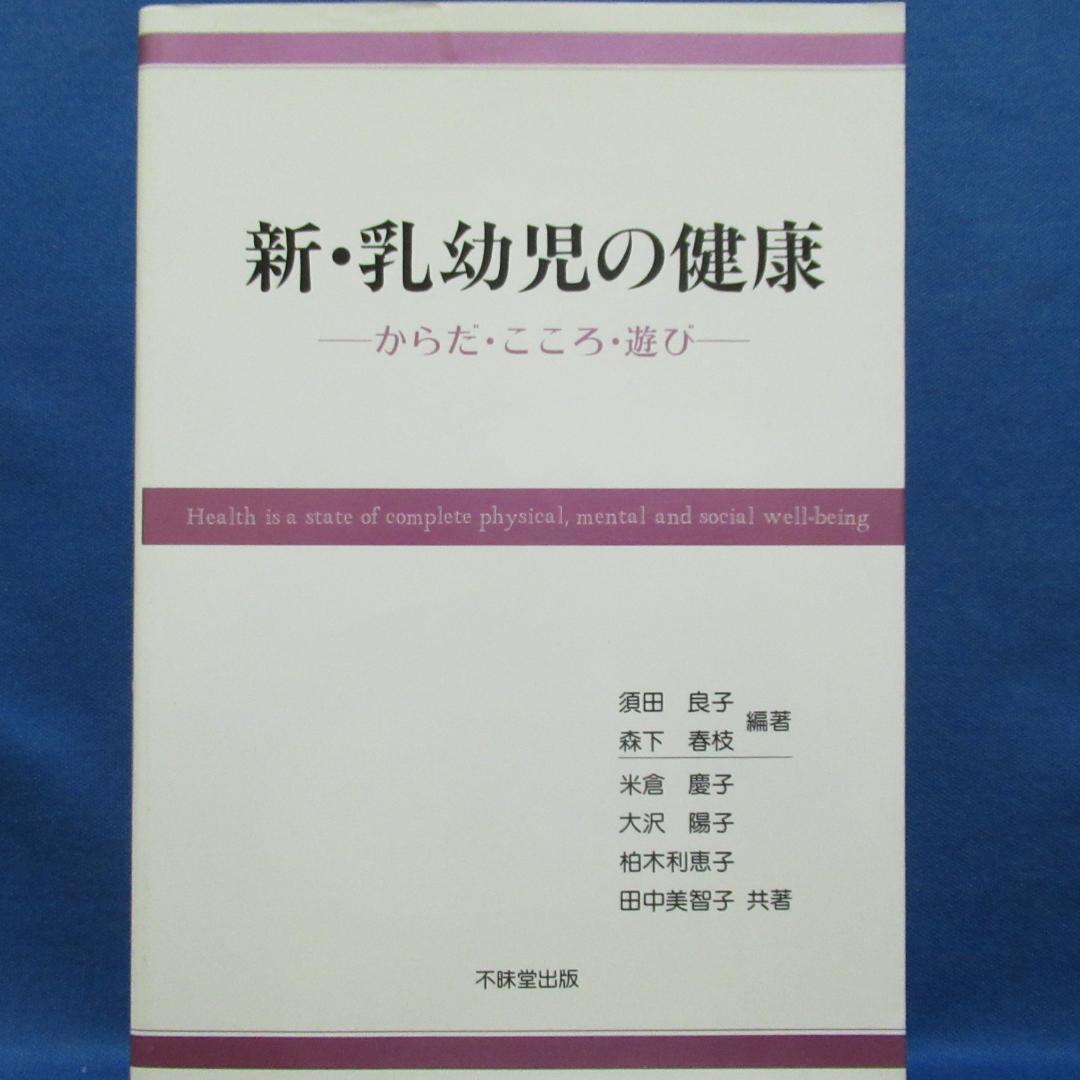 新・乳幼児の健康
―からだ・こころ・遊び―
Health is a state of complete physical, mental and social well-being
須田 良子
森下 春枝 編著
米倉 慶子
大沢 陽子
柏木利恵子
田中美智子 共著
不昧堂出版